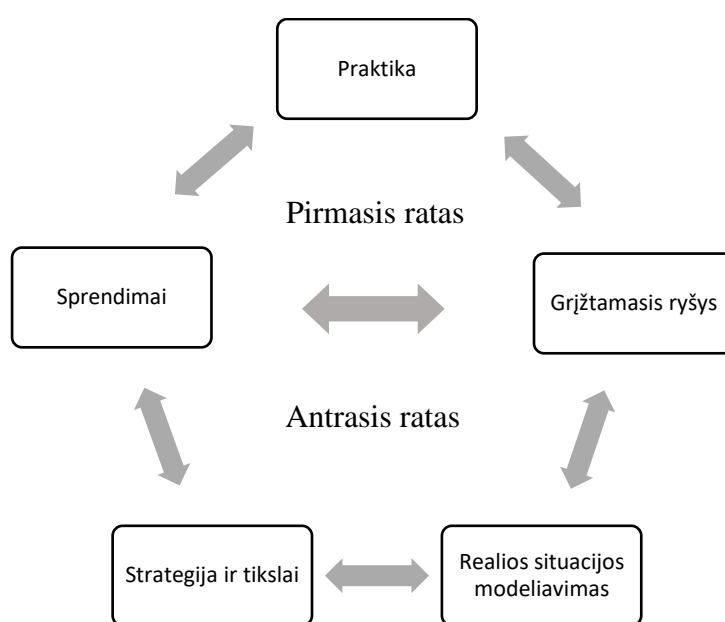 Praktika
Pirmasis ratas
Sprendimai
Grįžtamasis ryšys
Antrasis ratas
Strategija ir tikslai
Realios situacijos
modeliavimas